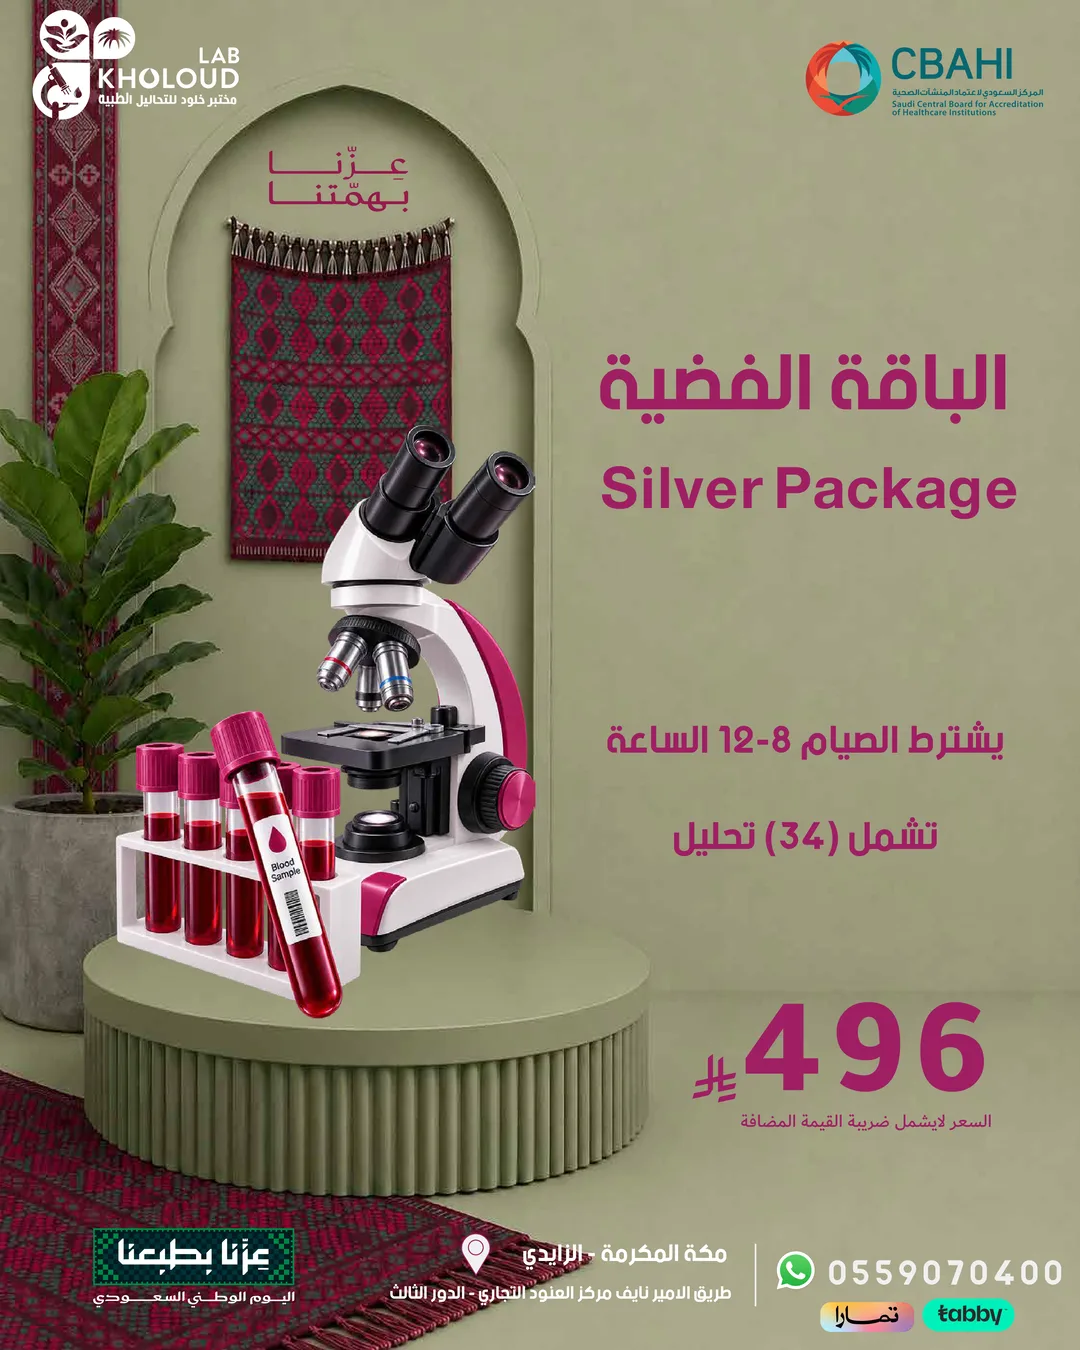 LAB
KHOLOUD
مختبر خلود للتحاليل الطبية
CBAHI
المركز السعودي لاعتماد المنشآت الصحية
Saudi Central Board for Accreditation
of Healthcare Institutions
عِزّنا
بهمّتنا
الباقة الفضية
Silver Package
يشترط الصيام 8-12 الساعة
تشمل (34) تحليل
Blood
Sample
496
السعر لايشمل ضريبة القيمة المضافة
عِزّنا بطبعنا
اليوم الوطني السعودي
مكة المكرمة - الزايدي
طريق الامير نايف مركز العنود التجاري - الدور الثالث
0559070400
تمارا
tabby